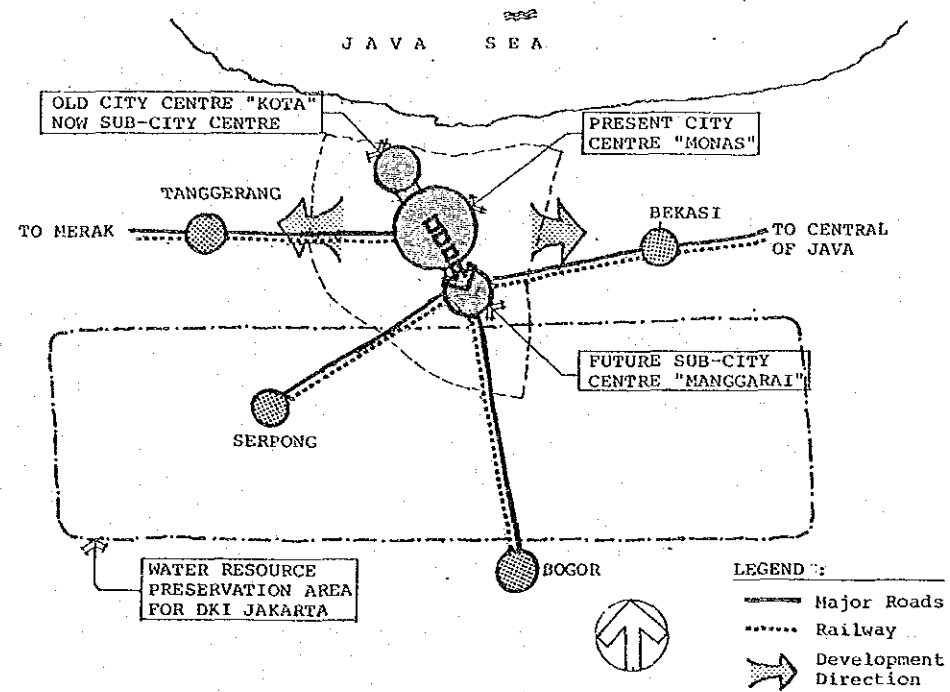 JAVA SEA
OLD CITY CENTRE "KOTA"
NOW SUB-CITY CENTRE
PRESENT CITY
CENTRE "MONAS"
TANGGERANG
BEKASI
TO MERAK
TO CENTRAL
OF JAVA
FUTURE SUB-CITY
CENTRE "MANGGARAI"
SERPONG
WATER RESOURCE
PRESERVATION AREA
FOR DKI JAKARTA
BOGOR
LEGEND :
Major Roads
Railway
Development
Direction